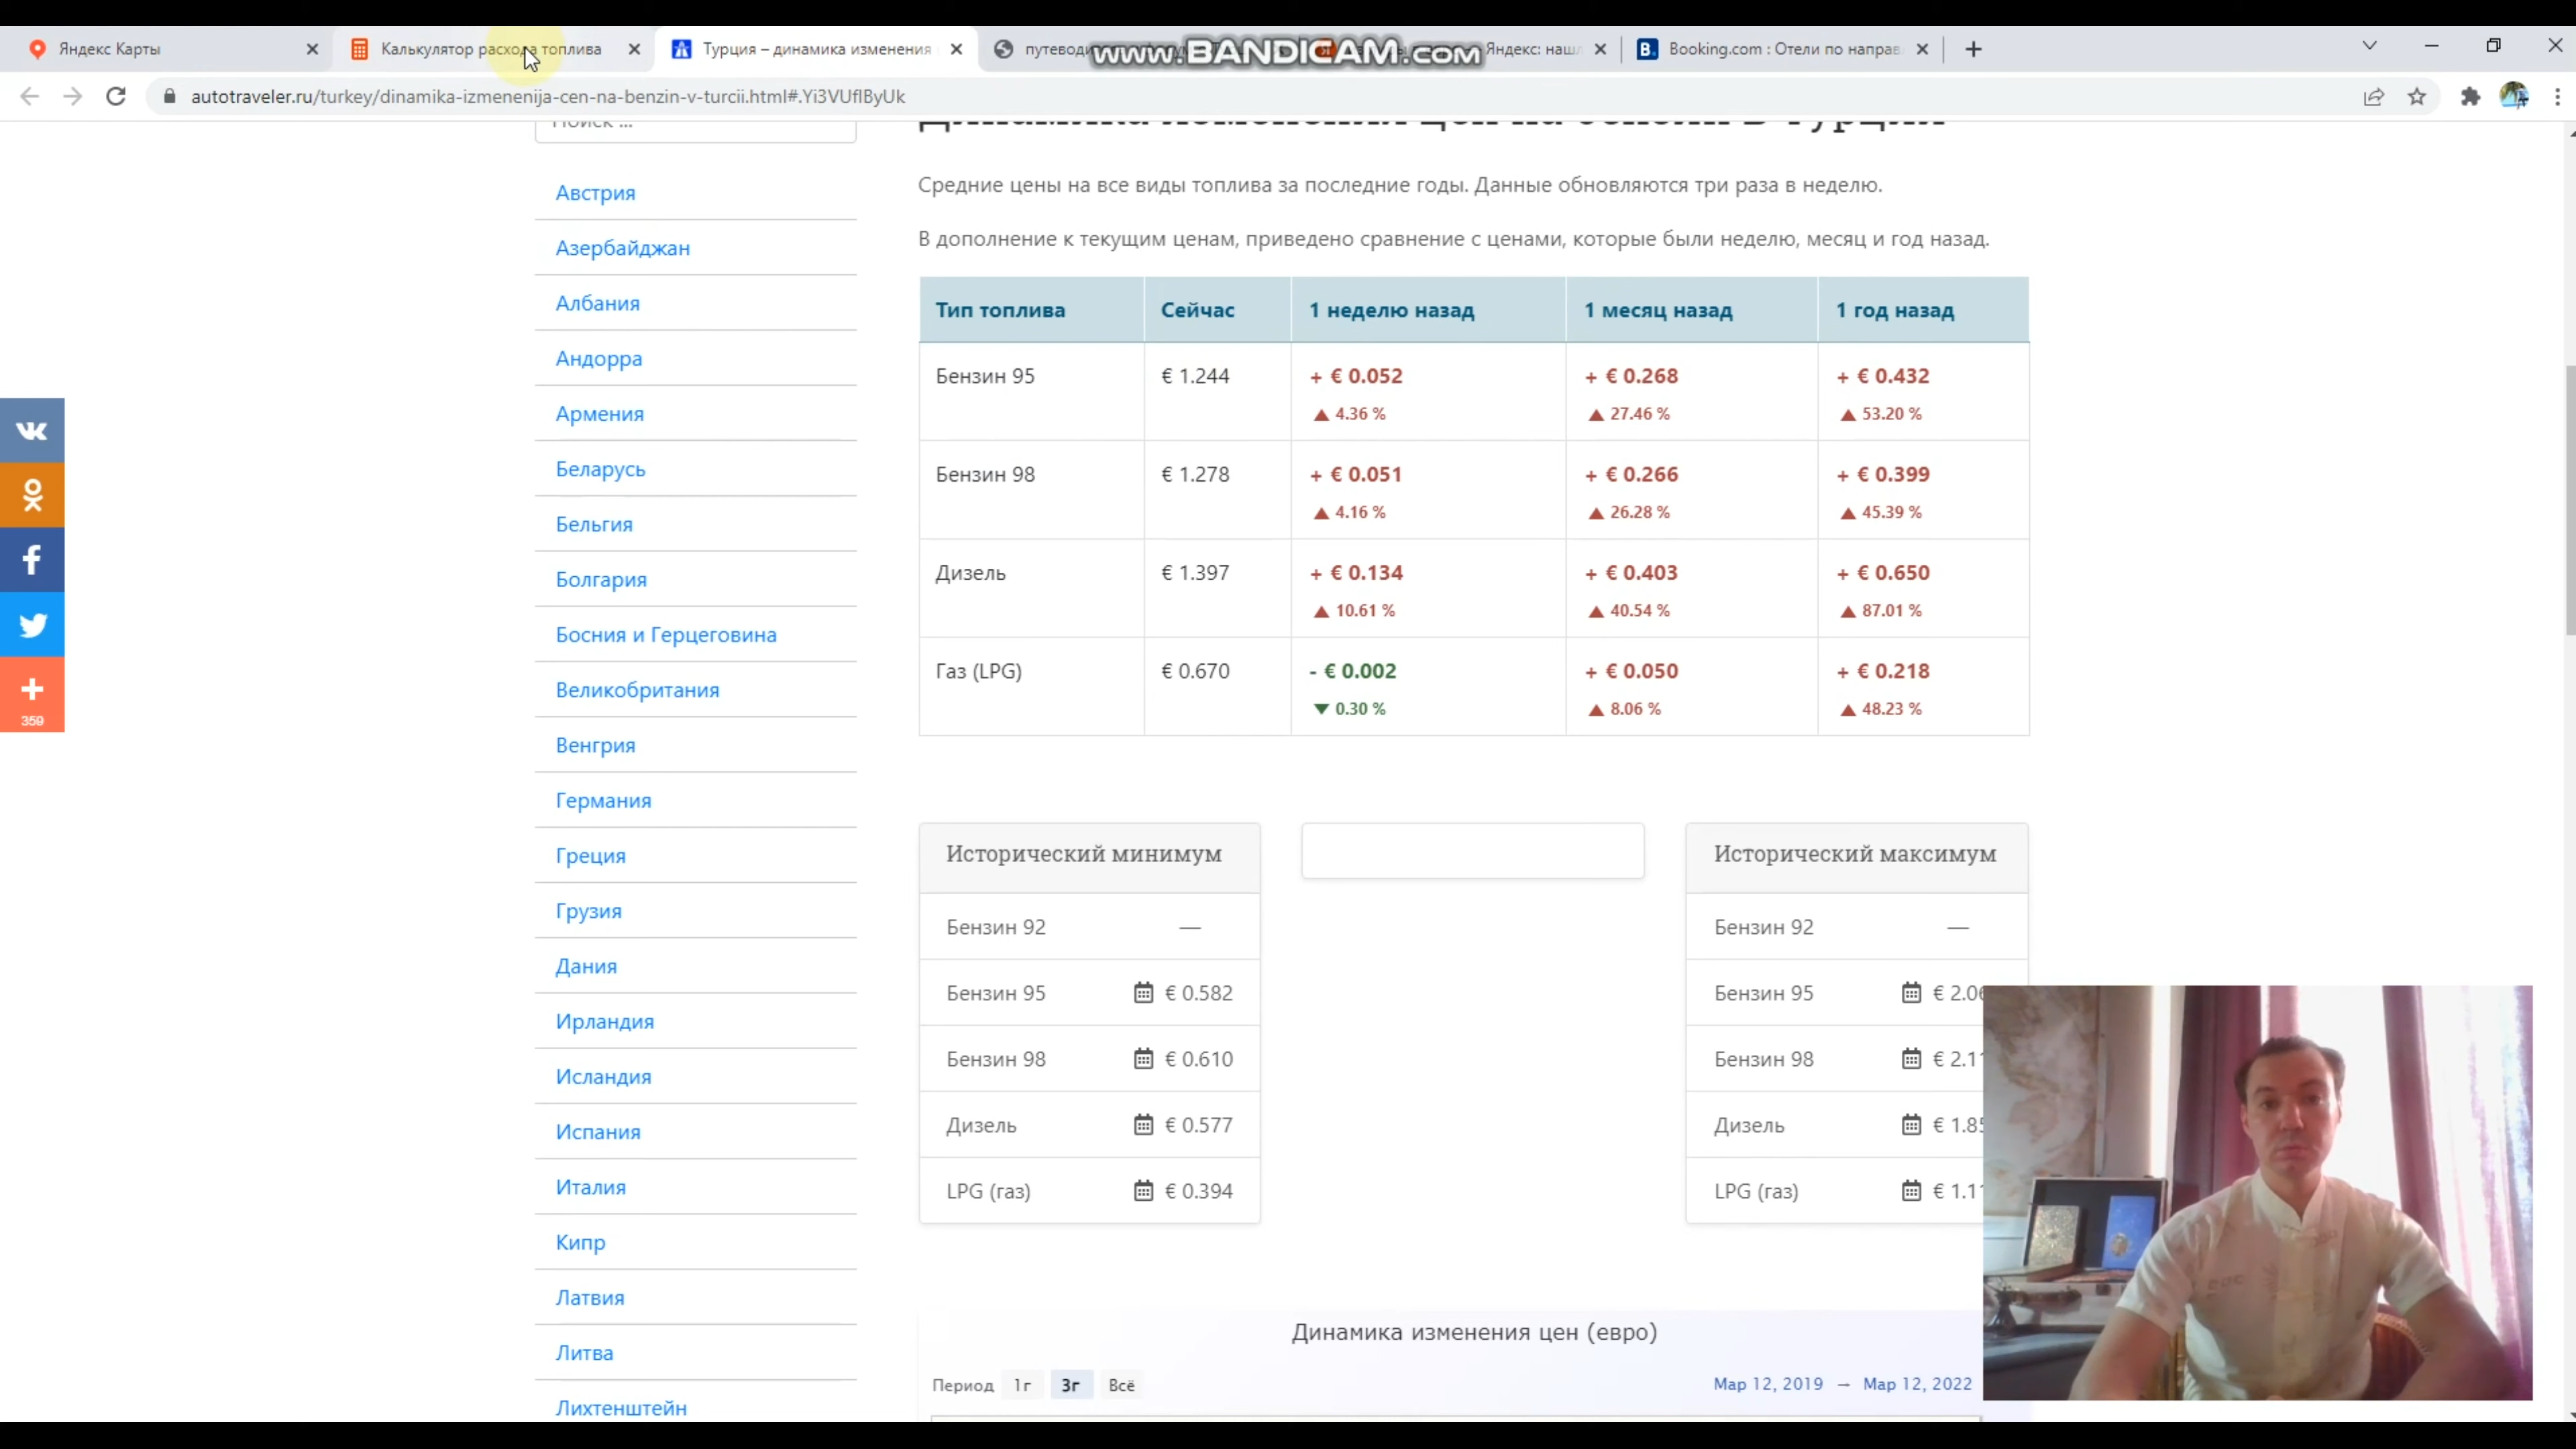 Яндекс Карты
Калькулятор расхода топлива
Турция – динамика изменения
Яндекс: наш
Booking.com : Отели по направ
www.BANDICAM.com
autotraveler.ru/turkey/dinamika-izmenenija-cen-na-benzin-v-turcii.html#.Yi3VUflByUk
Поиск ...
Динамика изменения цен на бензин в Турции
Средние цены на все виды топлива за последние годы. Данные обновляются три раза в неделю.
В дополнение к текущим ценам, приведено сравнение с ценами, которые были неделю, месяц и год назад.
Австрия
Азербайджан
Албания
Андорра
Армения
Беларусь
Бельгия
Болгария
Босния и Герцеговина
Великобритания
Венгрия
Германия
Греция
Грузия
Дания
Ирландия
Исландия
Испания
Италия
Кипр
Латвия
Литва
Лихтенштейн
359
Тип топлива Сейчас 1 неделю назад 1 месяц назад 1 год назад
Бензин 95 € 1.244 + € 0.052 + € 0.268 + € 0.432
▲ 4.36 % ▲ 27.46 % ▲ 53.20 %
Бензин 98 € 1.278 + € 0.051 + € 0.266 + € 0.399
▲ 4.16 % ▲ 26.28 % ▲ 45.39 %
Дизель € 1.397 + € 0.134 + € 0.403 + € 0.650
▲ 10.61 % ▲ 40.54 % ▲ 87.01 %
Газ (LPG) € 0.670 - € 0.002 + € 0.050 + € 0.218
▼ 0.30 % ▲ 8.06 % ▲ 48.23 %
Исторический минимум
Бензин 92 —
Бензин 95 € 0.582
Бензин 98 € 0.610
Дизель € 0.577
LPG (газ) € 0.394
Исторический максимум
Бензин 92 —
Бензин 95 €
Бензин 98 €
Дизель €
LPG (газ) €
Динамика изменения цен (евро)
Период 1г 3г Всё Мар 12, 2019 → Мар 12, 2022